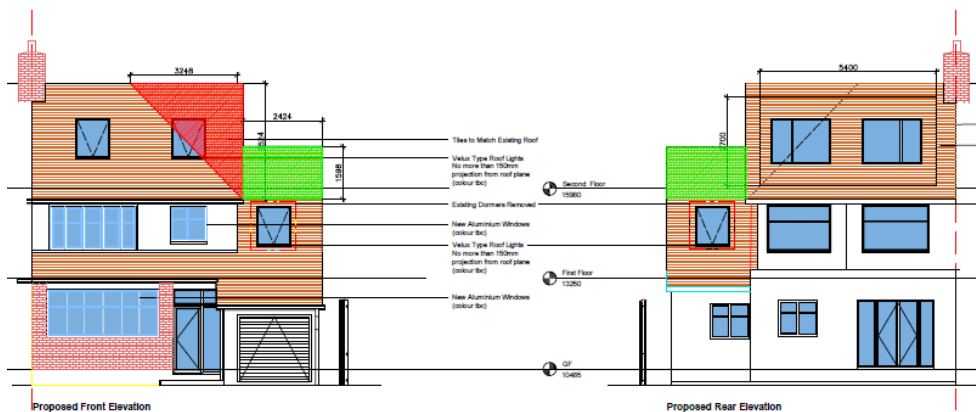 3248
5400
2424
1598
Tiles to Match Existing Roof
Velux Type Roof Lights
No more than 150mm
projection from roof plane
(colour tbc)
Second Floor
15980
Existing Dormers Removed
New Aluminium Windows
(colour tbc)
Velux Type Roof Lights
No more than 150mm
projection from roof plane
(colour tbc)
First Floor
13250
New Aluminium Windows
(colour tbc)
GF
10465
Proposed Front Elevation
Proposed Rear Elevation